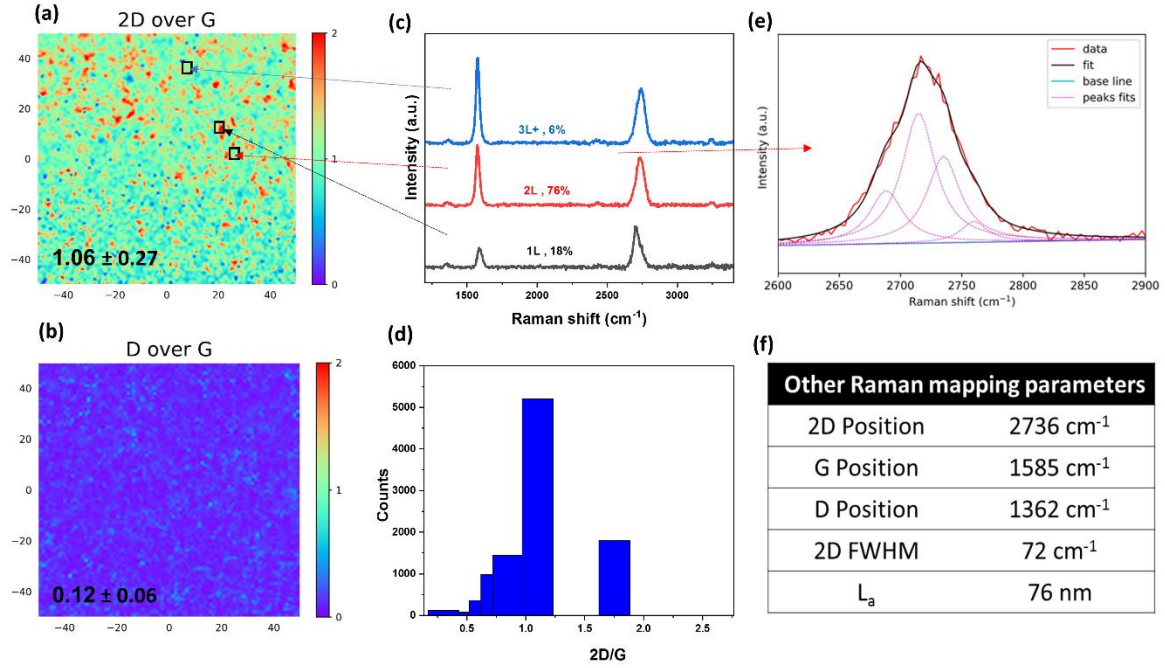 (a)
2D over G
40
20
0
−20
−40
−40 −20 0 20 40
1.06 ± 0.27
2
1
0
(b)
D over G
40
20
0
−20
−40
−40 −20 0 20 40
0.12 ± 0.06
2
1
0
(c)
Intensity (a.u.)
3L+ , 6%
2L , 76%
1L , 18%
1500 2000 2500 3000
Raman shift (cm⁻¹)
(d)
Counts
6000
5000
4000
3000
2000
1000
0
0.5 1.0 1.5 2.0 2.5
2D/G
(e)
data
fit
base line
peaks fits
Intensity (a.u.)
2600 2650 2700 2750 2800 2850 2900
Raman shift (cm⁻¹)
(f)
Other Raman mapping parameters
2D Position 2736 cm⁻¹
G Position 1585 cm⁻¹
D Position 1362 cm⁻¹
2D FWHM 72 cm⁻¹
Lₐ 76 nm